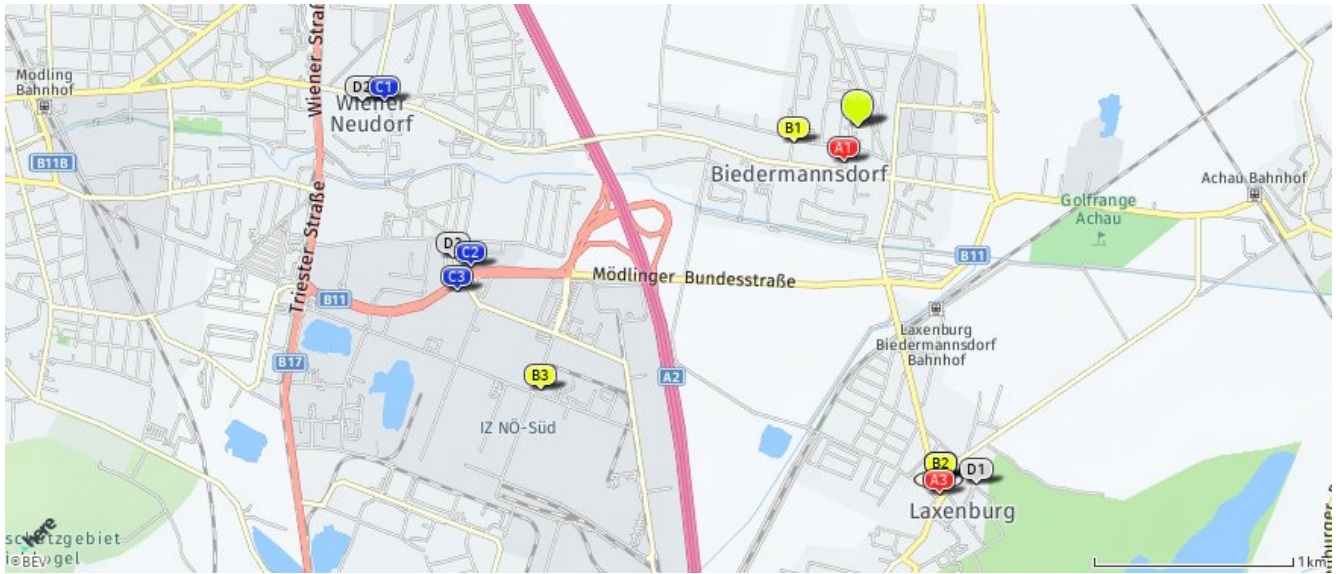 Wiener Straße
Mödling
Bahnhof
D2
C1
Wiener
Neudorf
B1
A1
Biedermannsdorf
B11B
Achau Bahnhof
Golfrange
Achau
Triester Straße
C2
C3
B11
Mödlinger Bundesstraße
B11
Laxenburg
Biedermannsdorf
Bahnhof
B17
B3
A2
IZ NÖ-Süd
B2
A3
D1
Laxenburg
here
©BEV
1km